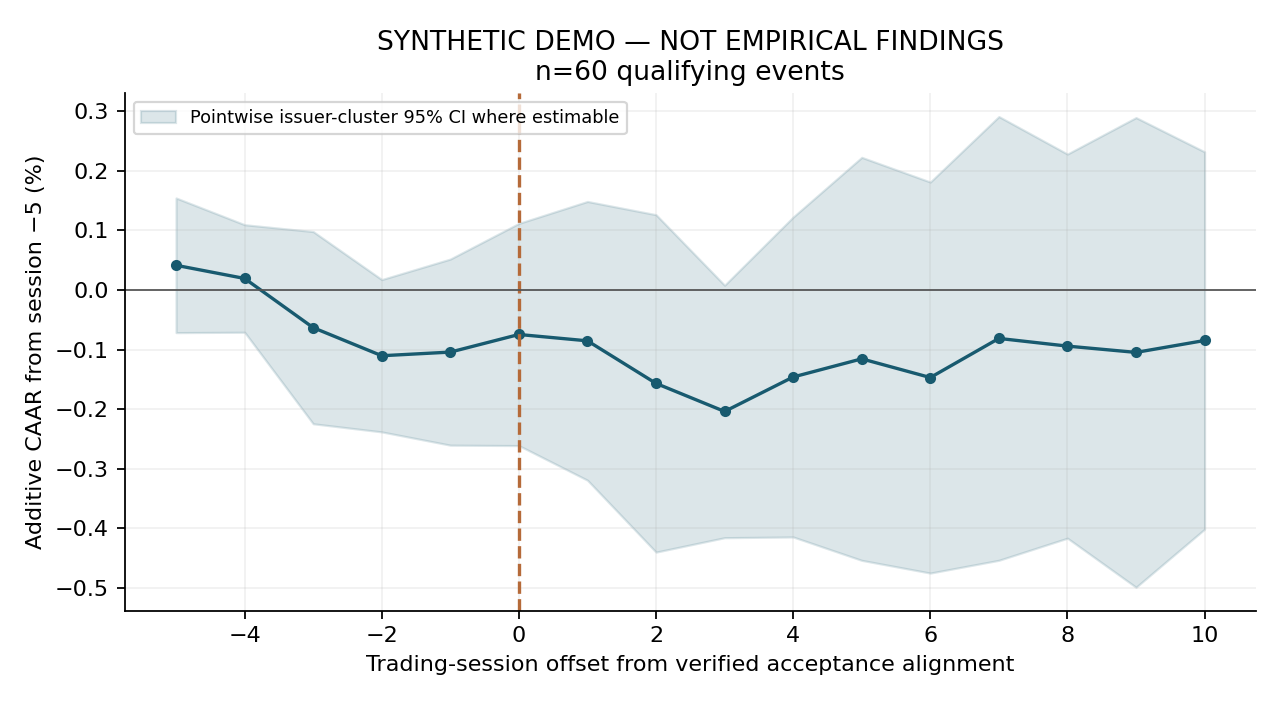 SYNTHETIC DEMO — NOT EMPIRICAL FINDINGS
n=60 qualifying events
Pointwise issuer-cluster 95% CI where estimable
Additive CAAR from session −5 (%)
0.3
0.2
0.1
0.0
−0.1
−0.2
−0.3
−0.4
−0.5
−4 −2 0 2 4 6 8 10
Trading-session offset from verified acceptance alignment